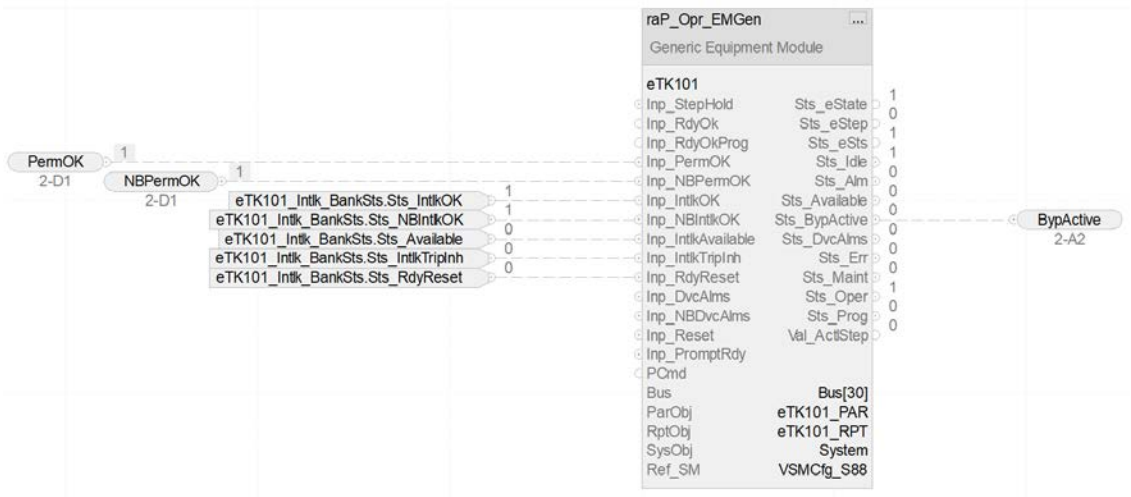 raP_Opr_EMGen ...
Generic Equipment Module
eTK101
Inp_StepHold Sts_eState 1
Inp_RdyOk Sts_eStep 0
Inp_RdyOkProg Sts_eSts 1
PermOK 1 Inp_PermOK Sts_Idle 1
2-D1
NBPermOK 1 Inp_NBPermOK Sts_Alm 0
2-D1
eTK101_Intlk_BankSts.Sts_IntlkOK 1 Inp_IntlkOK Sts_Available 0
eTK101_Intlk_BankSts.Sts_NBIntlkOK 1 Inp_NBIntlkOK Sts_BypActive 0 BypActive
2-A2
eTK101_Intlk_BankSts.Sts_Available 0 Inp_IntlkAvailable Sts_DvcAlms 0
eTK101_Intlk_BankSts.Sts_IntlkTripInh 0 Inp_IntlkTripInh Sts_Err 0
eTK101_Intlk_BankSts.Sts_RdyReset 0 Inp_RdyReset Sts_Maint 0
Inp_DvcAlms Sts_Oper 1
Inp_NBDvcAlms Sts_Prog 0
Inp_Reset Val_ActlStep 0
Inp_PromptRdy
PCmd
Bus Bus[30]
ParObj eTK101_PAR
RptObj eTK101_RPT
SysObj System
Ref_SM VSMCfg_S88